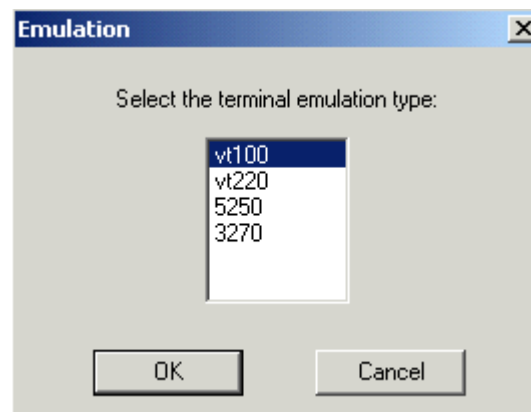 Emulation
Select the terminal emulation type:
vt100
vt220
5250
3270
OK
Cancel